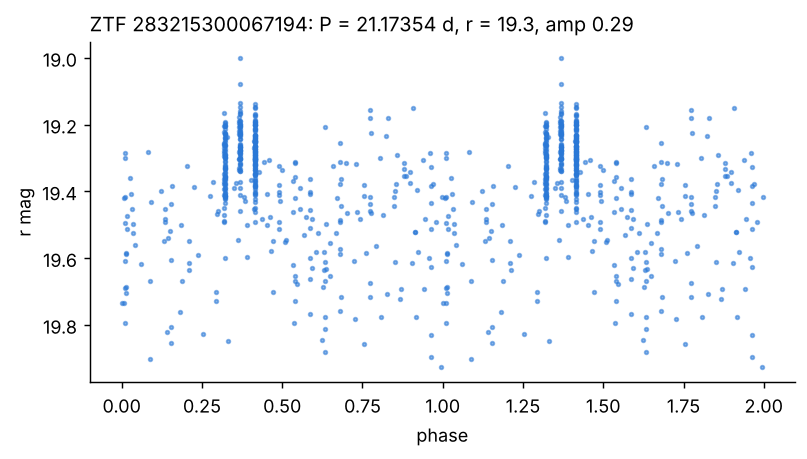 ZTF 283215300067194: P = 21.17354 d, r = 19.3, amp 0.29
19.0
19.2
19.4
19.6
19.8
r mag
0.00 0.25 0.50 0.75 1.00 1.25 1.50 1.75 2.00
phase